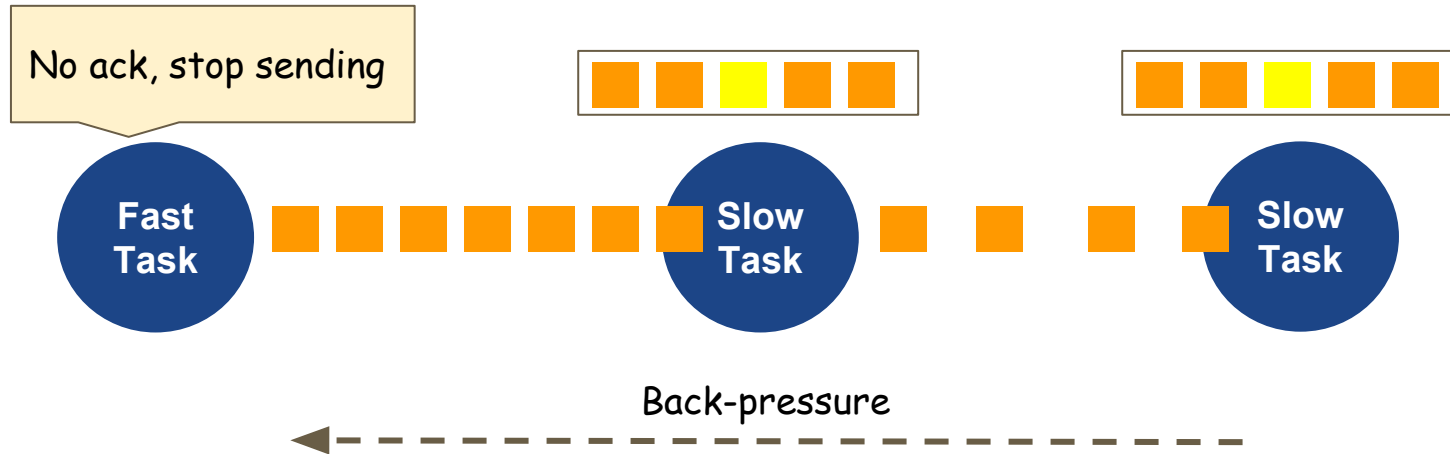 No ack, stop sending
Fast
Task
Slow
Task
Slow
Task
Back-pressure